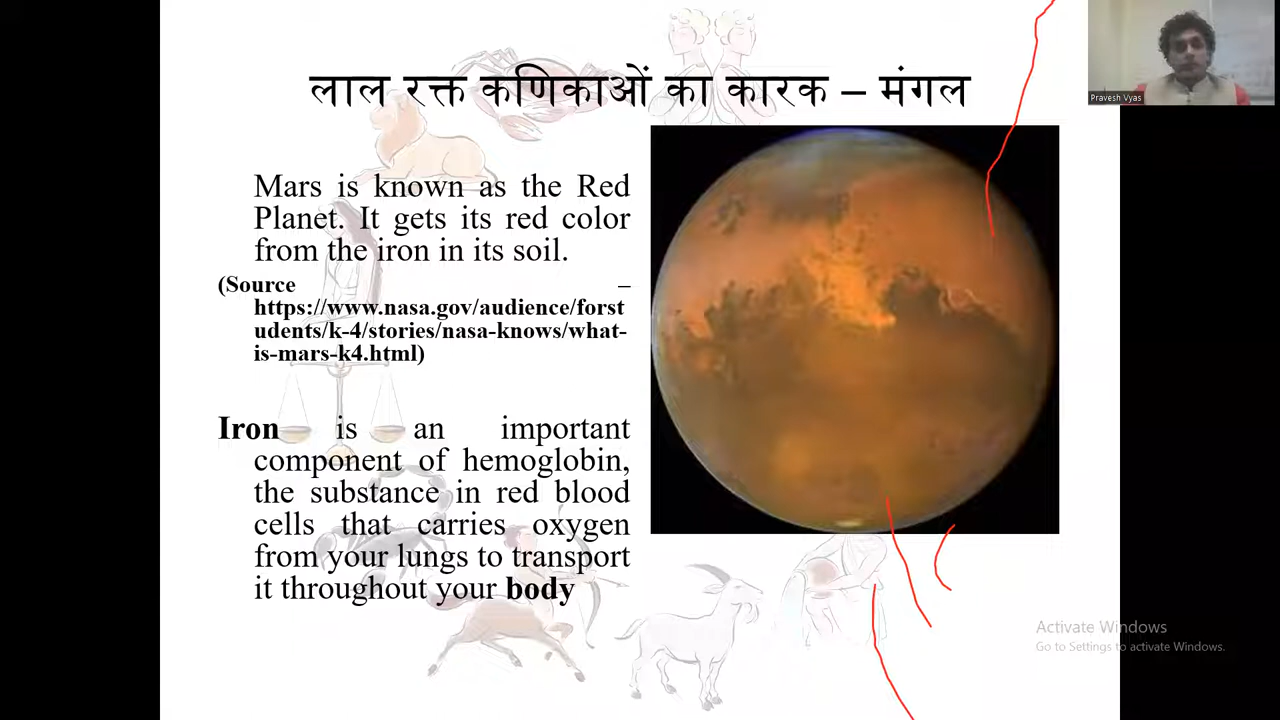 लाल रक्त कणिकाओं का कारक – मंगल
Pravesh Vyas
Mars is known as the Red
Planet. It gets its red color
from the iron in its soil.
(Source –
https://www.nasa.gov/audience/forst
udents/k-4/stories/nasa-knows/what-
is-mars-k4.html)
Iron is an important
component of hemoglobin,
the substance in red blood
cells that carries oxygen
from your lungs to transport
it throughout your body
Activate Windows
Go to Settings to activate Windows.